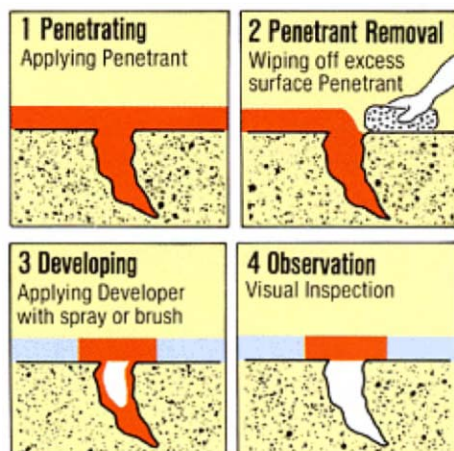 1 Penetrating
Applying Penetrant
2 Penetrant Removal
Wiping off excess
surface Penetrant
3 Developing
Applying Developer
with spray or brush
4 Observation
Visual Inspection